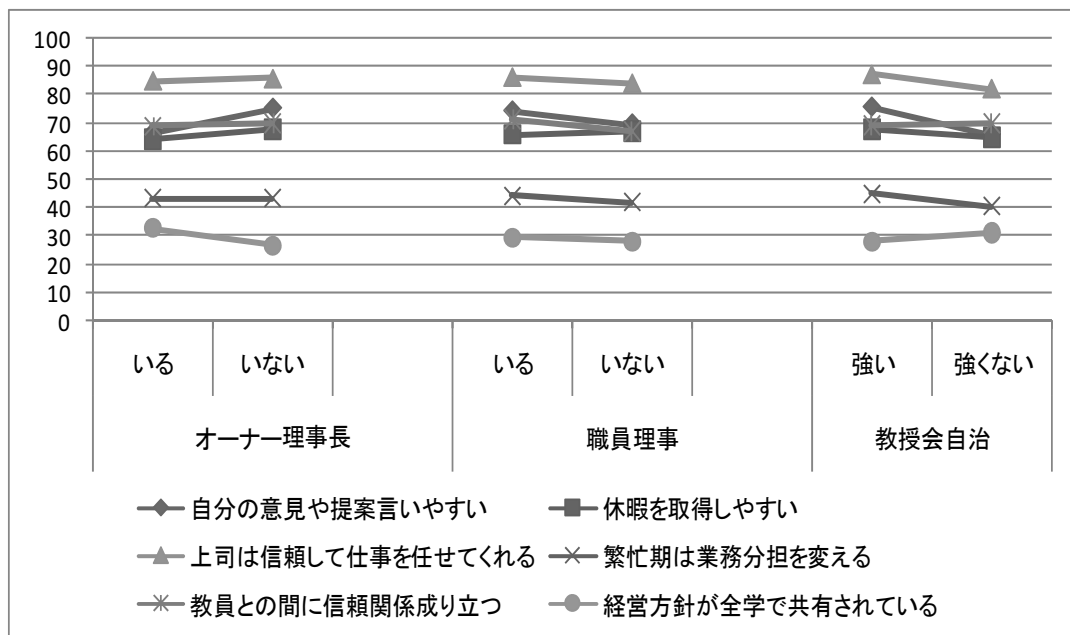 100
90
80
70
60
50
40
30
20
10
0
いる いない いる いない 強い 強くない
オーナー理事長 職員理事 教授会自治
自分の意見や提案言いやすい 休暇を取得しやすい
上司は信頼して仕事を任せてくれる 繁忙期は業務分担を変える
教員との間に信頼関係成り立つ 経営方針が全学で共有されている